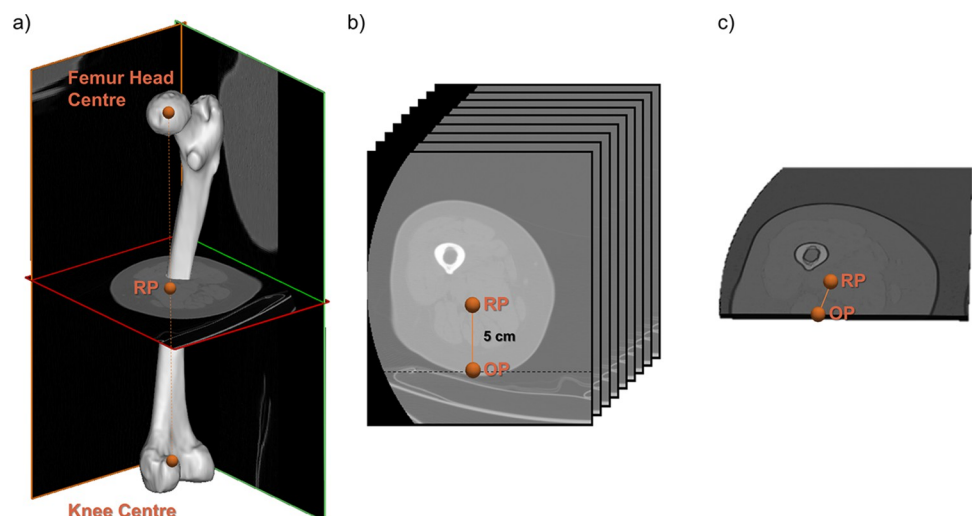 a)
Femur Head
Centre
RP
Knee Centre
b)
RP
5 cm
OP
c)
RP
OP